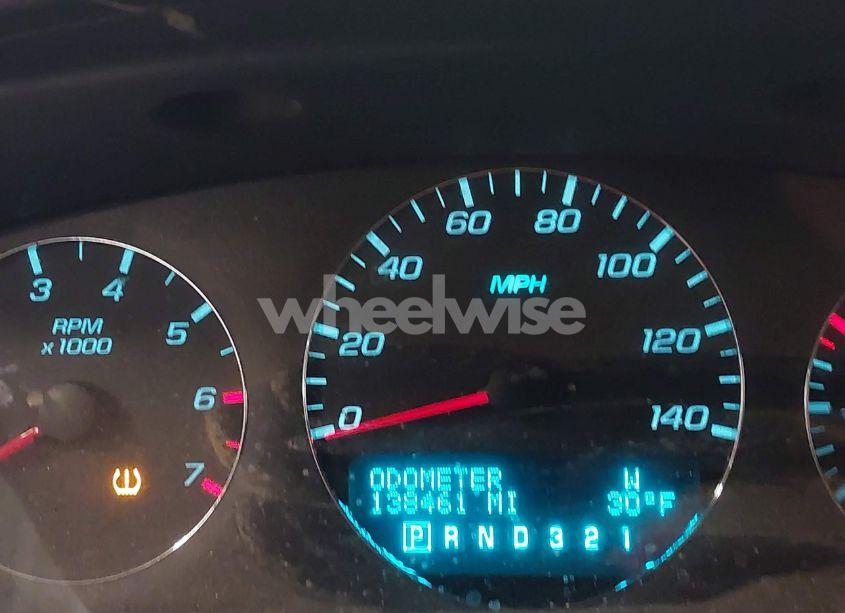 3 4 5 6 7
RPM
x1000
0 20 40 60 80 100 120 140
MPH
wheelwise
ODOMETER W
138461 MI 30°F
P R N D 3 2 1